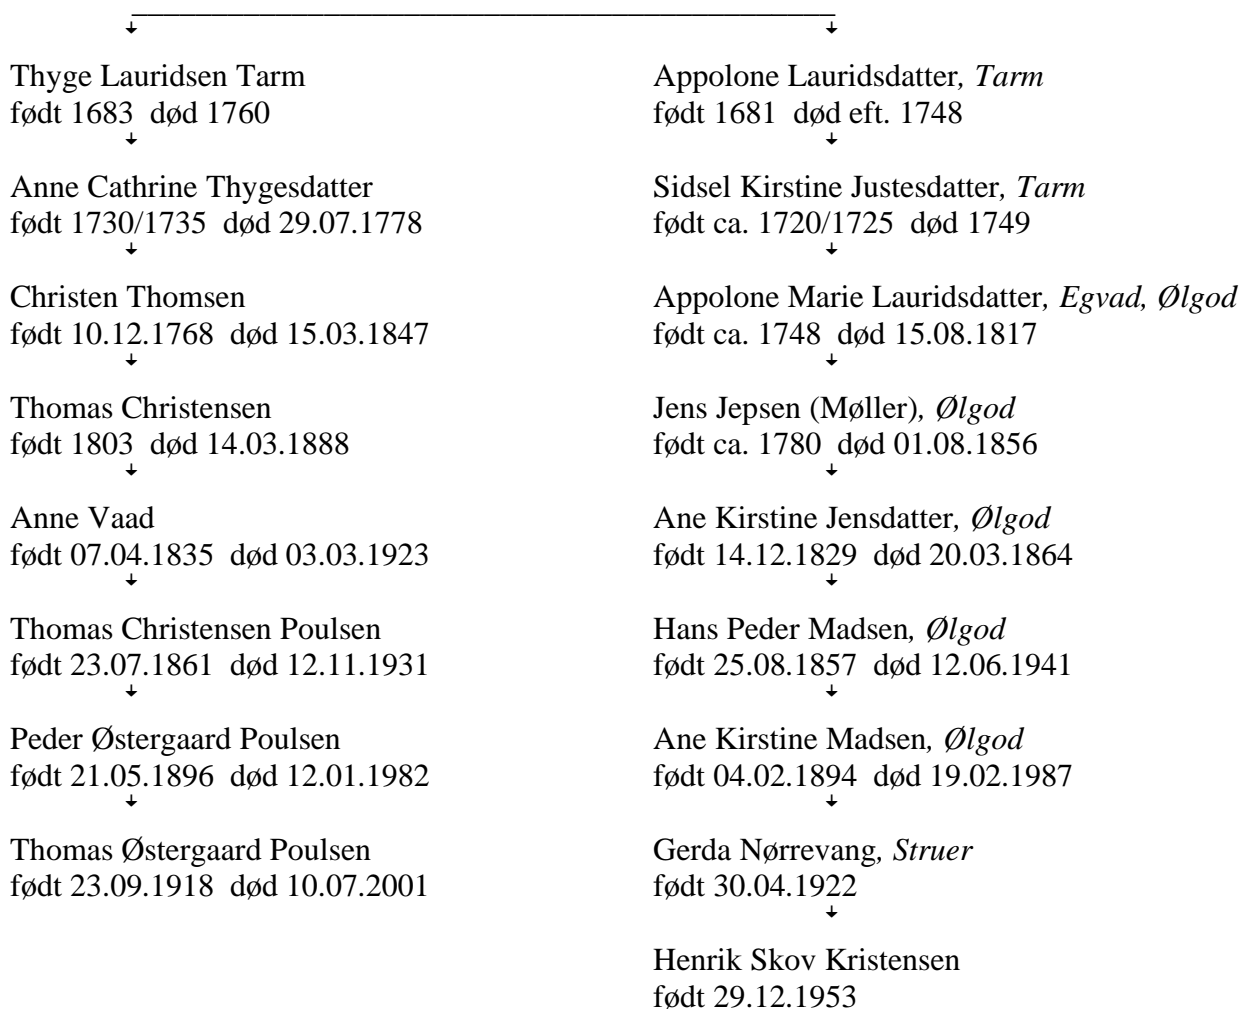 Thyge Lauridsen Tarm
født 1683 død 1760
Anne Cathrine Thygesdatter
født 1730/1735 død 29.07.1778
Christen Thomsen
født 10.12.1768 død 15.03.1847
Thomas Christensen
født 1803 død 14.03.1888
Anne Vaad
født 07.04.1835 død 03.03.1923
Thomas Christensen Poulsen
født 23.07.1861 død 12.11.1931
Peder Østergaard Poulsen
født 21.05.1896 død 12.01.1982
Thomas Østergaard Poulsen
født 23.09.1918 død 10.07.2001
Appolone Lauridsdatter, Tarm
født 1681 død eft. 1748
Sidsel Kirstine Justesdatter, Tarm
født ca. 1720/1725 død 1749
Appolone Marie Lauridsdatter, Egvad, Ølgod
født ca. 1748 død 15.08.1817
Jens Jepsen (Møller), Ølgod
født ca. 1780 død 01.08.1856
Ane Kirstine Jensdatter, Ølgod
født 14.12.1829 død 20.03.1864
Hans Peder Madsen, Ølgod
født 25.08.1857 død 12.06.1941
Ane Kirstine Madsen, Ølgod
født 04.02.1894 død 19.02.1987
Gerda Nørrevang, Struer
født 30.04.1922
Henrik Skov Kristensen
født 29.12.1953